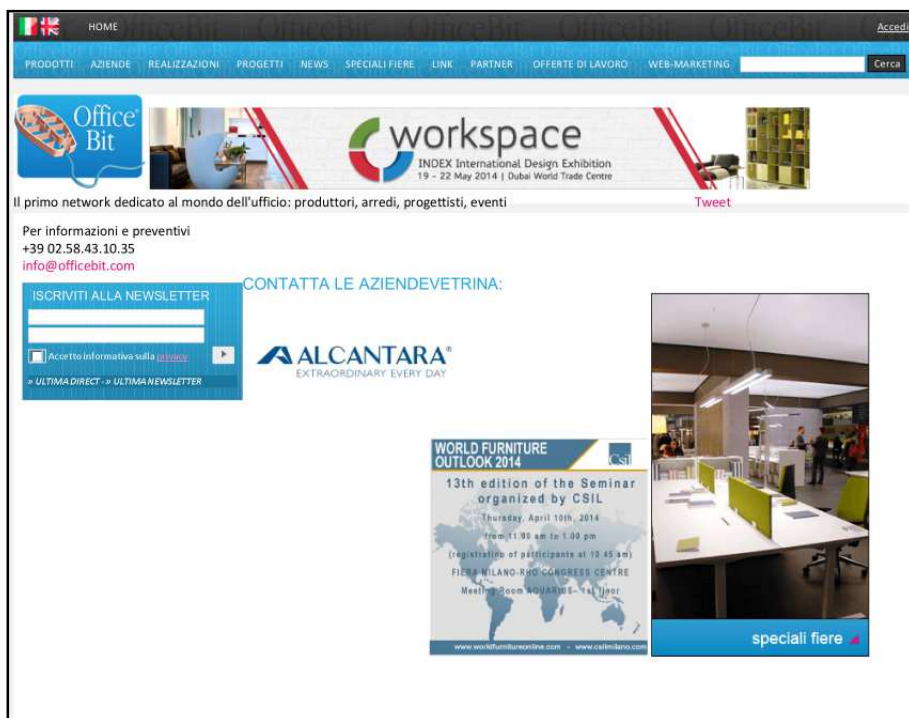 HOME
Accedi
PRODOTTI AZIENDE REALIZZAZIONI PROGETTI NEWS SPECIALI FIERE LINK PARTNER OFFERTE DI LAVORO WEB-MARKETING Cerca
Office
Bit
workspace
INDEX International Design Exhibition
19 - 22 May 2014 | Dubai World Trade Centre
Il primo network dedicato al mondo dell'ufficio: produttori, arredi, progettisti, eventi
Tweet
Per informazioni e preventivi
+39 02.58.43.10.35
info@officebit.com
ISCRIVITI ALLA NEWSLETTER
Accetto informativa sulla privacy
» ULTIMA DIRECT - » ULTIMA NEWSLETTER
CONTATTA LE AZIENDEVETRINA:
ALCANTARA®
EXTRAORDINARY EVERY DAY
WORLD FURNITURE
OUTLOOK 2014
Csil
13th edition of the Seminar
organized by CSIL
Thursday, April 10th, 2014
from 11.00 am to 1.00 pm
(registration of participants at 10.45 am)
FIERA MILANO-RHO CONGRESS CENTRE
Meeting Room AQUARIUS– 1st floor
www.worldfurnitureonline.com - www.csilmilano.com
speciali fiere